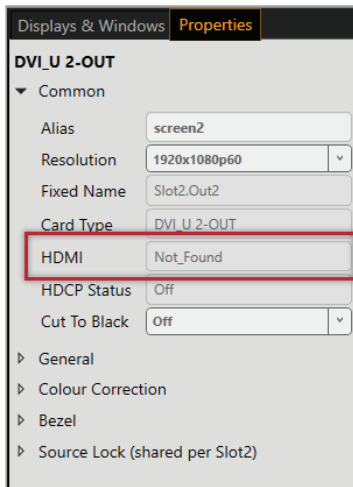 Displays & Windows Properties
DVI_U 2-OUT
Common
Alias screen2
Resolution 1920x1080p60
Fixed Name Slot2.Out2
Card Type DVI_U 2-OUT
HDMI Not_Found
HDCP Status Off
Cut To Black Off
General
Colour Correction
Bezel
Source Lock (shared per Slot2)